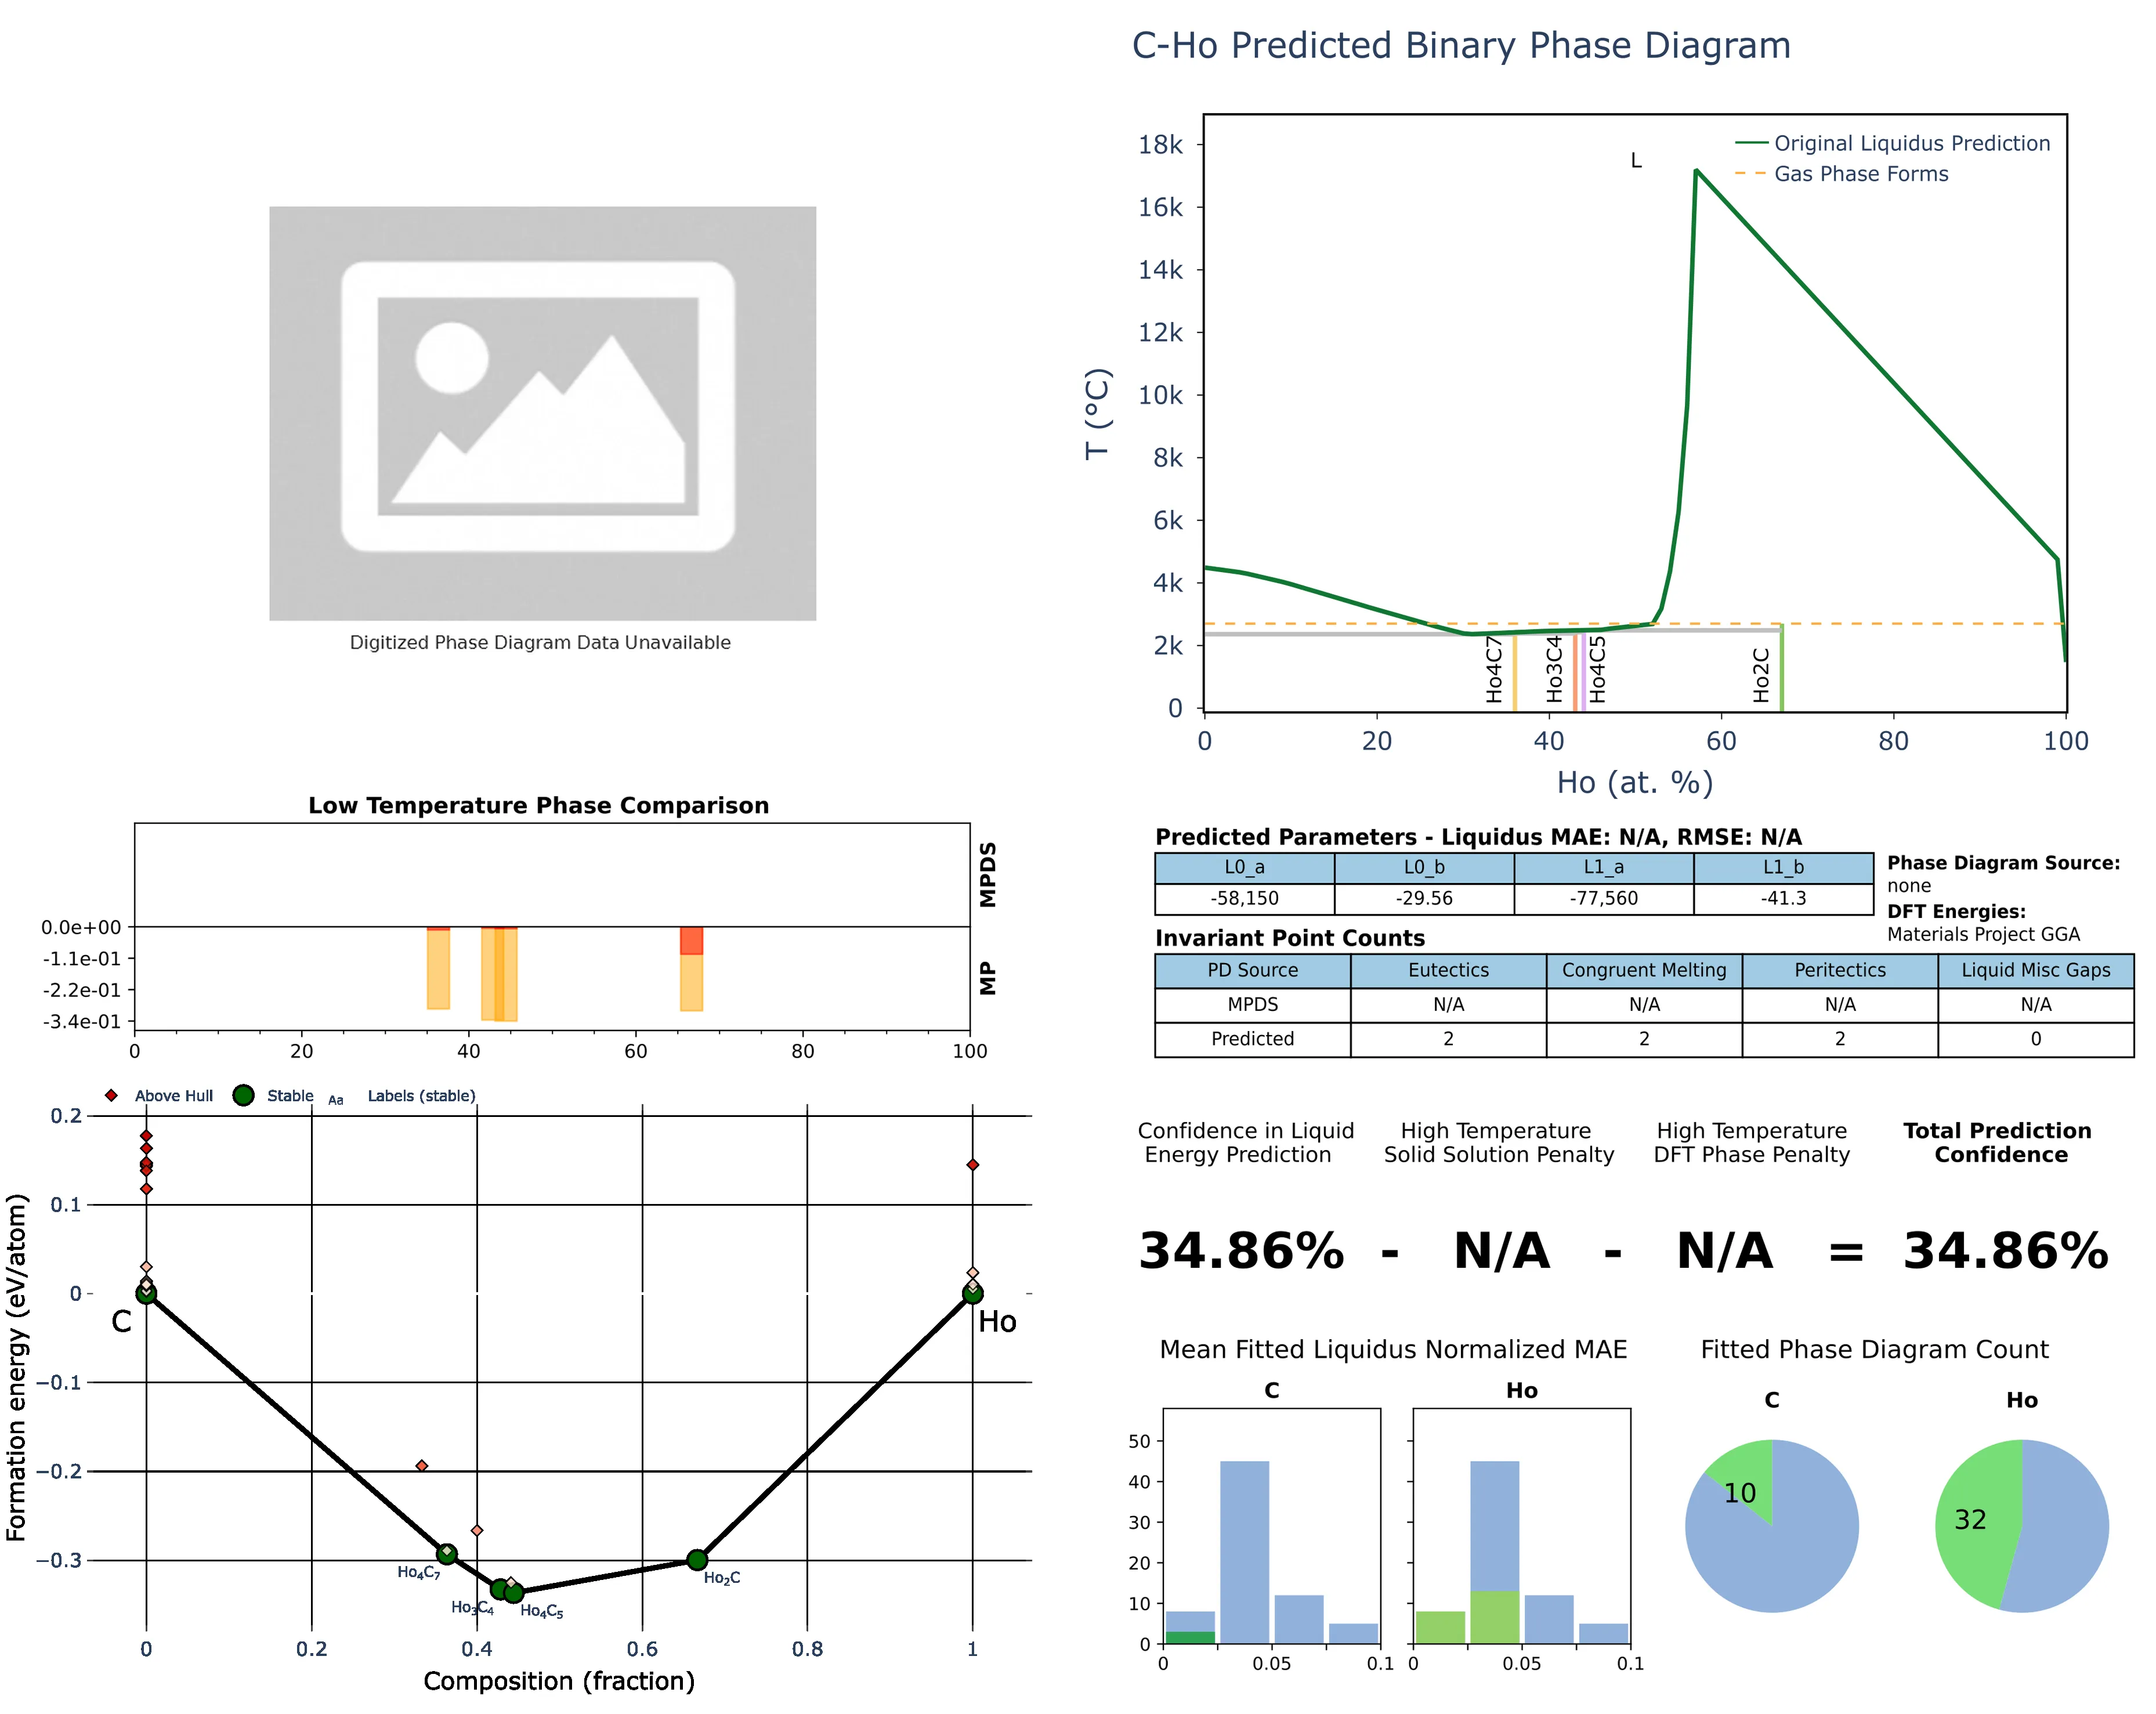 C-Ho Predicted Binary Phase Diagram
18k
16k
14k
12k
10k
8k
6k
4k
2k
0
T (°C)
L
Original Liquidus Prediction
Gas Phase Forms
Ho4C7
Ho3C4
Ho4C5
Ho2C
0 20 40 60 80 100
Ho (at. %)
Digitized Phase Diagram Data Unavailable
Low Temperature Phase Comparison
MPDS
MP
0.0e+00
-1.1e-01
-2.2e-01
-3.4e-01
0 20 40 60 80 100
Predicted Parameters - Liquidus MAE: N/A, RMSE: N/A
L0_a L0_b L1_a L1_b
-58,150 -29.56 -77,560 -41.3
Phase Diagram Source:
none
DFT Energies:
Materials Project GGA
Invariant Point Counts
PD Source Eutectics Congruent Melting Peritectics Liquid Misc Gaps
MPDS N/A N/A N/A N/A
Predicted 2 2 2 0
Above Hull Stable Aa Labels (stable)
0.2
0.1
0
−0.1
−0.2
−0.3
Formation energy (eV/atom)
C
Ho
Ho4C7
Ho3C4
Ho4C5
Ho2C
0 0.2 0.4 0.6 0.8 1
Composition (fraction)
Confidence in Liquid
Energy Prediction
High Temperature
Solid Solution Penalty
High Temperature
DFT Phase Penalty
Total Prediction
Confidence
34.86% - N/A - N/A = 34.86%
Mean Fitted Liquidus Normalized MAE
C
Ho
50
40
30
20
10
0
0 0.05 0.1
0 0.05 0.1
Fitted Phase Diagram Count
C
10
Ho
32